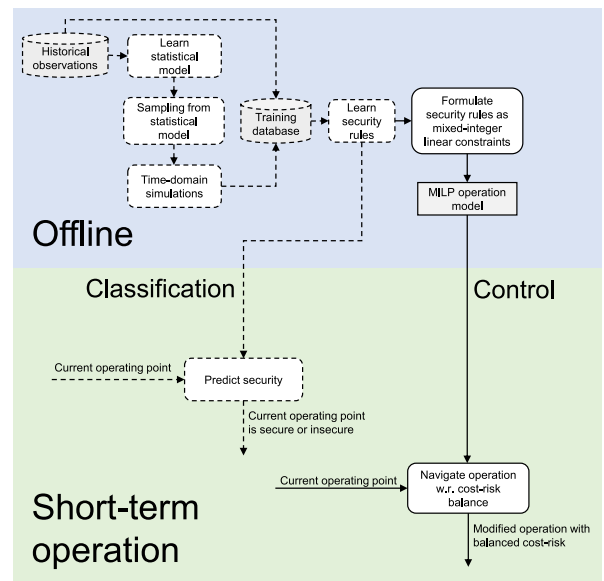 Historical
observations
Learn
statistical
model
Sampling from
statistical
model
Time-domain
simulations
Training
database
Learn
security
rules
Formulate
security rules as
mixed-integer
linear constraints
MILP operation
model
Offline
Classification
Control
Current operating point
Predict security
Current operating point
is secure or insecure
Current operating point
Navigate operation
w.r. cost-risk
balance
Short-term
operation
Modified operation with
balanced cost-risk